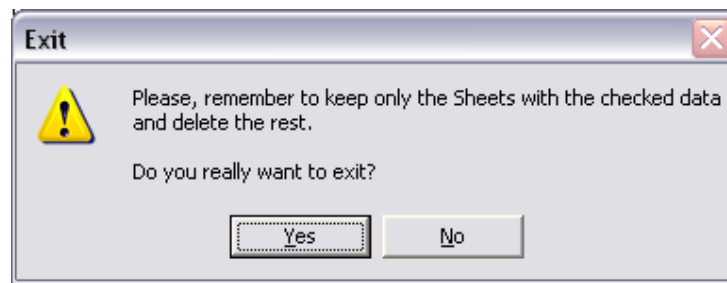 Exit
Please, remember to keep only the Sheets with the checked data
and delete the rest.
Do you really want to exit?
Yes
No